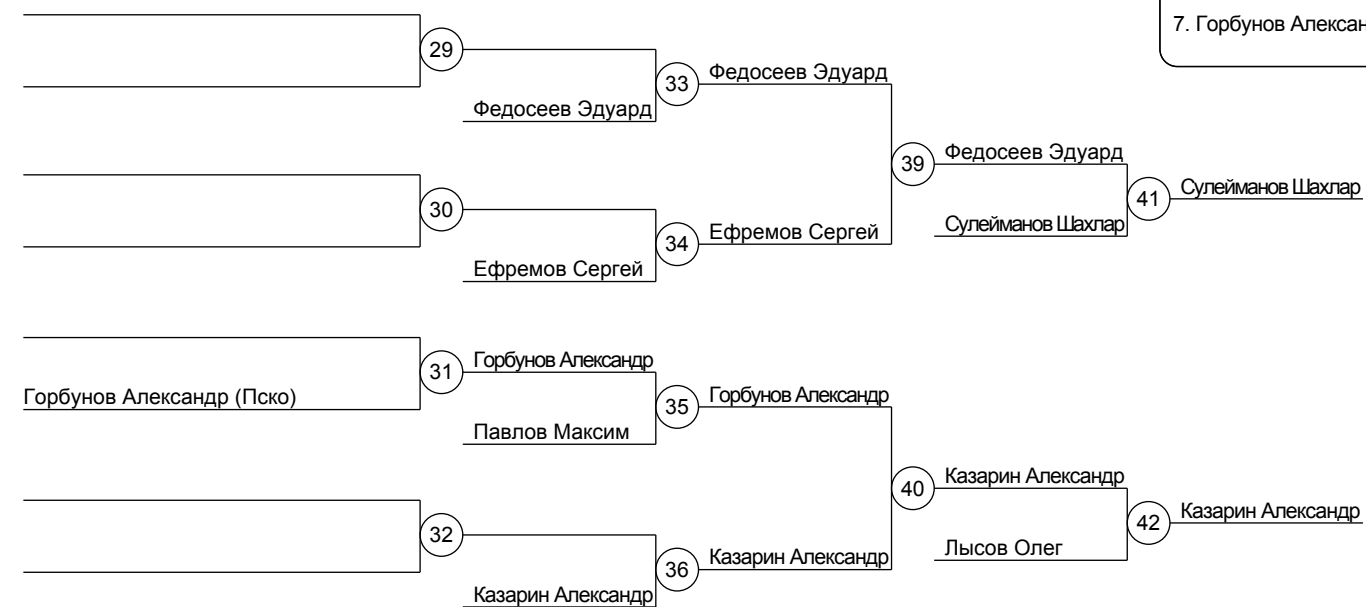 7. Горбунов Алексан
29
33
Федосеев Эдуард
Федосеев Эдуард
39
Федосеев Эдуард
41
Сулейманов Шахлар
30
34
Ефремов Сергей
Сулейманов Шахлар
Ефремов Сергей
31
Горбунов Александр
35
Горбунов Александр
Горбунов Александр (Пско)
Павлов Максим
40
Казарин Александр
42
Казарин Александр
32
36
Казарин Александр
Лысов Олег
Казарин Александр